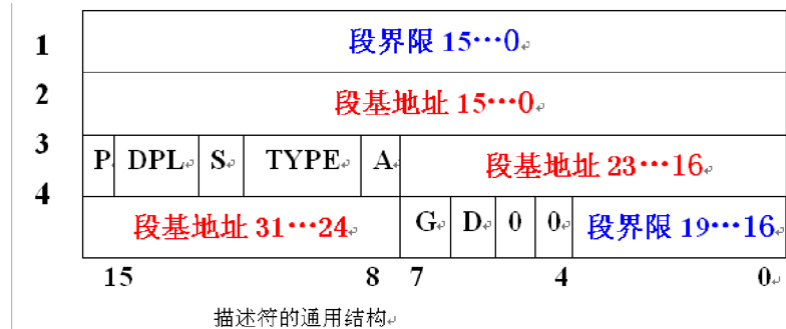 1 段界限 15…0
2 段基地址 15…0
3 P DPL S TYPE A 段基地址 23…16
4 段基地址 31…24 G D 0 0 段界限 19…16
15 8 7 4 0
描述符的通用结构